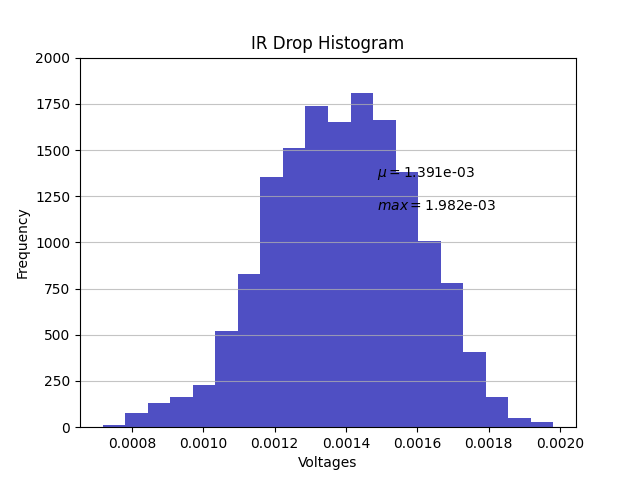 IR Drop Histogram
2000
1750
1500
1250
1000
750
500
250
0
Frequency
μ = 1.391e-03
max = 1.982e-03
0.0008 0.0010 0.0012 0.0014 0.0016 0.0018 0.0020
Voltages